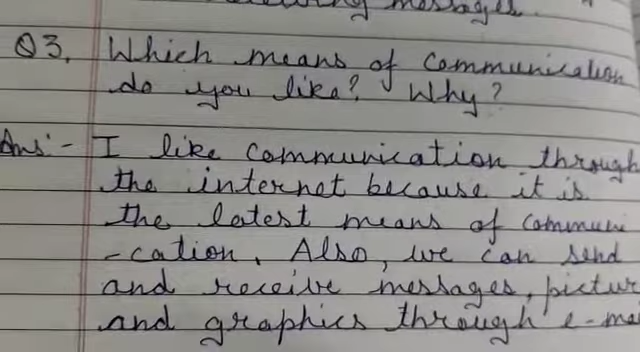 messages.
Q3. Which means of communication
do you like? Why?
Ans:- I like communication through
the internet because it is
the latest means of communi
-cation. Also, we can send
and receive messages, pictur
and graphics through e-ma